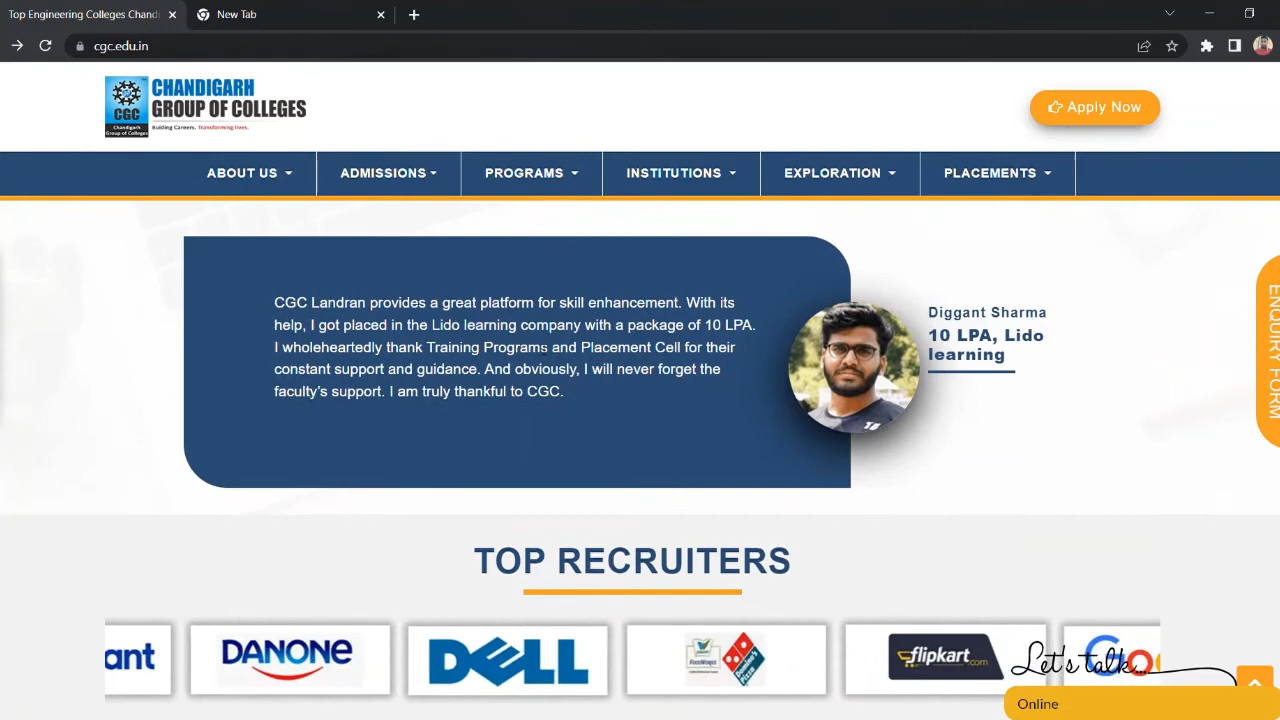 Top Engineering Colleges Chand
New Tab
cgc.edu.in
CGC
Chandigarh
Group of Colleges
CHANDIGARH
GROUP OF COLLEGES
Building Careers. Transforming lives.
Apply Now
ABOUT US
ADMISSIONS
PROGRAMS
INSTITUTIONS
EXPLORATION
PLACEMENTS
CGC Landran provides a great platform for skill enhancement. With its
help, I got placed in the Lido learning company with a package of 10 LPA.
I wholeheartedly thank Training Programs and Placement Cell for their
constant support and guidance. And obviously, I will never forget the
faculty’s support. I am truly thankful to CGC.
Diggant Sharma
10 LPA, Lido
learning
ENQUIRY FORM
TOP RECRUITERS
ant
DANONE
DELL
Domino's
Pizza
flipkart.com
Goo
Let's talk...
Online